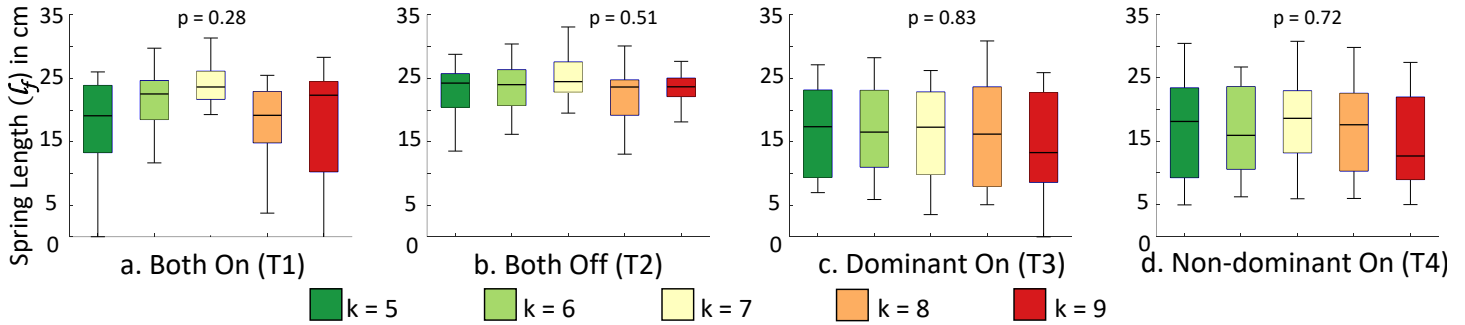 p = 0.28
p = 0.51
p = 0.83
p = 0.72
Spring Length (ℓf) in cm
35
25
15
5
0
35
25
15
5
0
35
25
15
5
0
35
25
15
5
0
a. Both On (T1)
b. Both Off (T2)
c. Dominant On (T3)
d. Non-dominant On (T4)
k = 5
k = 6
k = 7
k = 8
k = 9